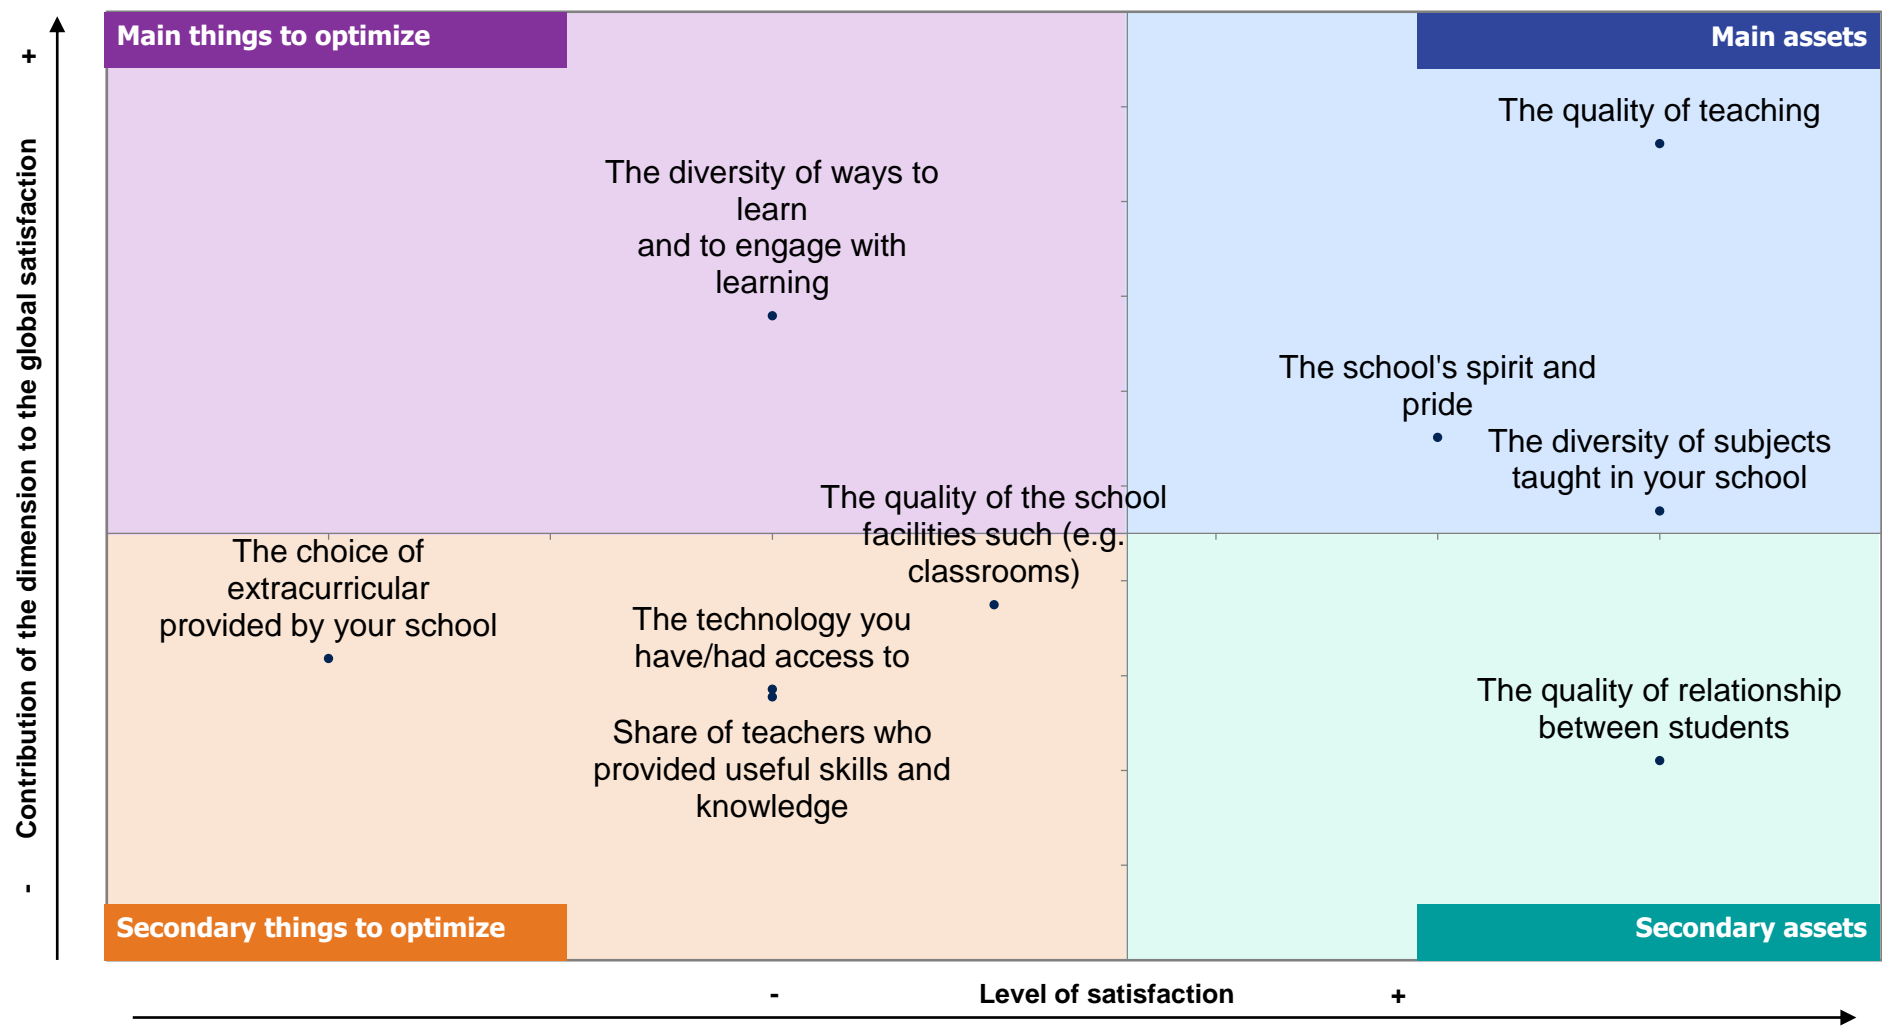 Main things to optimize
Main assets
+
Contribution of the dimension to the global satisfaction
-
The quality of teaching
The diversity of ways to
learn
and to engage with
learning
The school's spirit and
pride
The diversity of subjects
taught in your school
The quality of the school
facilities such (e.g.
classrooms)
The choice of
extracurricular
provided by your school
The technology you
have/had access to
Share of teachers who
provided useful skills and
knowledge
The quality of relationship
between students
Secondary things to optimize
Secondary assets
- Level of satisfaction +